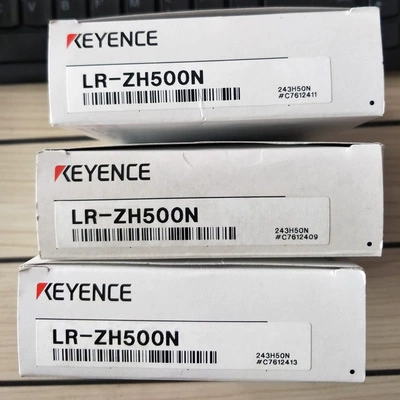 KEYENCE
LR-ZH500N
243H50N
#C7612411
KEYENCE
LR-ZH500N
243H50N
#C7612409
KEYENCE
LR-ZH500N
243H50N
#C7612413